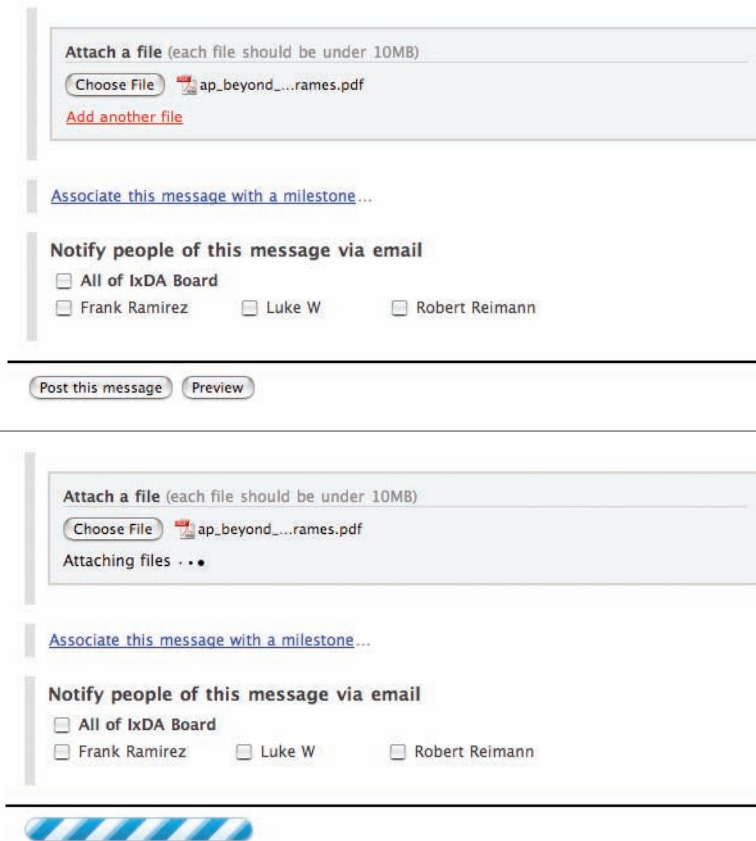 Attach a file (each file should be under 10MB)
Choose File ap_beyond_...rames.pdf
Add another file
Associate this message with a milestone...
Notify people of this message via email
All of IxDA Board
Frank Ramirez Luke W Robert Reimann
Post this message Preview
Attach a file (each file should be under 10MB)
Choose File ap_beyond_...rames.pdf
Attaching files
Associate this message with a milestone...
Notify people of this message via email
All of IxDA Board
Frank Ramirez Luke W Robert Reimann